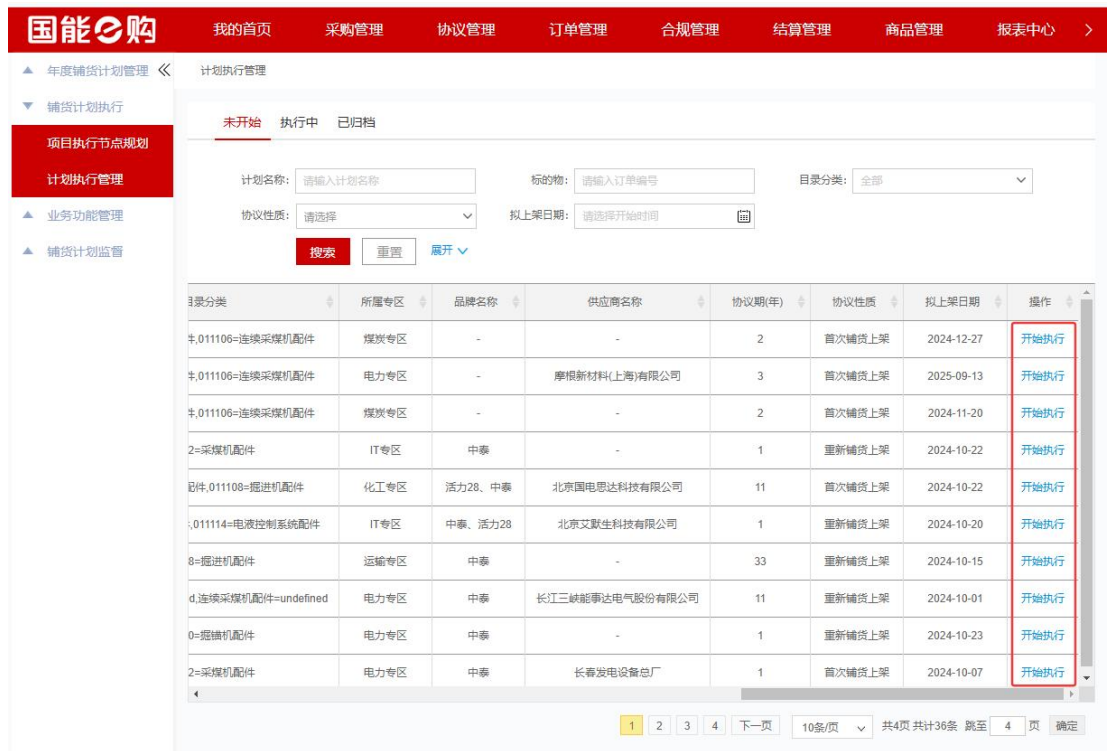 国能e购 我的首页 采购管理 协议管理 订单管理 合规管理 结算管理 商品管理 报表中心 >
年度铺货计划管理
铺货计划执行
项目执行节点规划
计划执行管理
业务功能管理
铺货计划监督
计划执行管理
未开始 执行中 已归档
计划名称: 请输入计划名称 标的物: 请输入订单编号 目录分类: 全部
协议性质: 请选择 拟上架日期: 请选择开始时间
搜索 重置 展开
目录分类 所属专区 品牌名称 供应商名称 协议期(年) 协议性质 拟上架日期 操作
件,011106=连续采煤机配件 煤炭专区 - - 2 首次铺货上架 2024-12-27 开始执行
件,011106=连续采煤机配件 电力专区 - 摩根新材料(上海)有限公司 3 首次铺货上架 2025-09-13 开始执行
件,011106=连续采煤机配件 煤炭专区 - - 2 首次铺货上架 2024-11-20 开始执行
2=采煤机配件 IT专区 中泰 - 1 重新铺货上架 2024-10-22 开始执行
配件,011108=掘进机配件 化工专区 活力28、中泰 北京国电思达科技有限公司 11 首次铺货上架 2024-10-22 开始执行
,011114=电液控制系统配件 IT专区 中泰、活力28 北京艾默生科技有限公司 1 重新铺货上架 2024-10-20 开始执行
8=掘进机配件 运输专区 中泰 - 33 重新铺货上架 2024-10-15 开始执行
d,连续采煤机配件=undefined 电力专区 中泰 长江三峡能事达电气股份有限公司 11 重新铺货上架 2024-10-01 开始执行
0=掘锚机配件 电力专区 中泰 - 1 重新铺货上架 2024-10-23 开始执行
2=采煤机配件 电力专区 中泰 长春发电设备总厂 1 首次铺货上架 2024-10-07 开始执行
1 2 3 4 下一页 10条/页 共4页 共计36条 跳至 4 页 确定